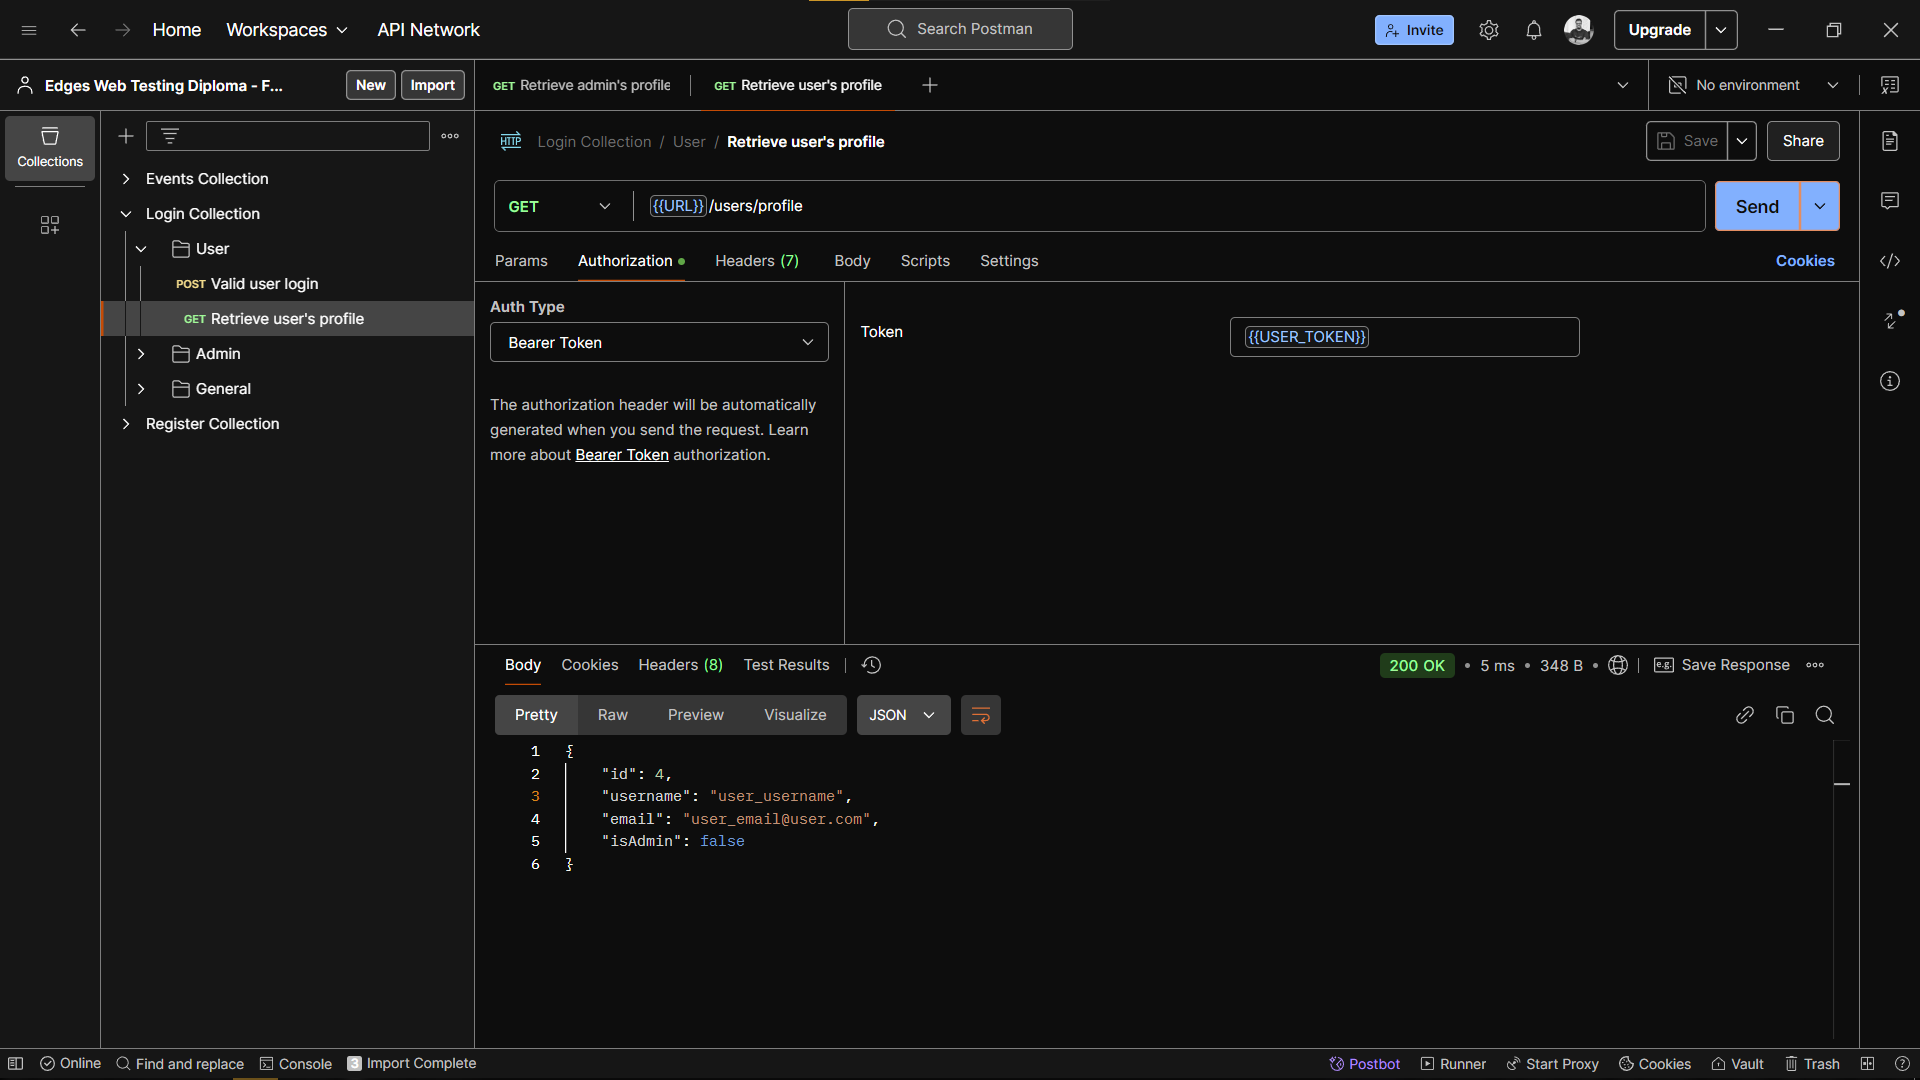 Home
Workspaces
API Network
Search Postman
Invite
Upgrade
Edges Web Testing Diploma - F...
New
Import
GET Retrieve admin's profile
GET Retrieve user's profile
No environment
Collections
Events Collection
Login Collection
User
POST Valid user login
GET Retrieve user's profile
Admin
General
Register Collection
HTTP
Login Collection / User / Retrieve user's profile
Save
Share
GET
{{URL}}/users/profile
Send
Params
Authorization
Headers (7)
Body
Scripts
Settings
Cookies
Auth Type
Bearer Token
The authorization header will be automatically
generated when you send the request. Learn
more about Bearer Token authorization.
Token
{{USER_TOKEN}}
Body
Cookies
Headers (8)
Test Results
200 OK • 5 ms • 348 B •
e.g. Save Response
Pretty
Raw
Preview
Visualize
JSON
1 {
2 "id": 4,
3 "username": "user_username",
4 "email": "user_email@user.com",
5 "isAdmin": false
6 }
Online
Find and replace
Console
3 Import Complete
Postbot
Runner
Start Proxy
Cookies
Vault
Trash